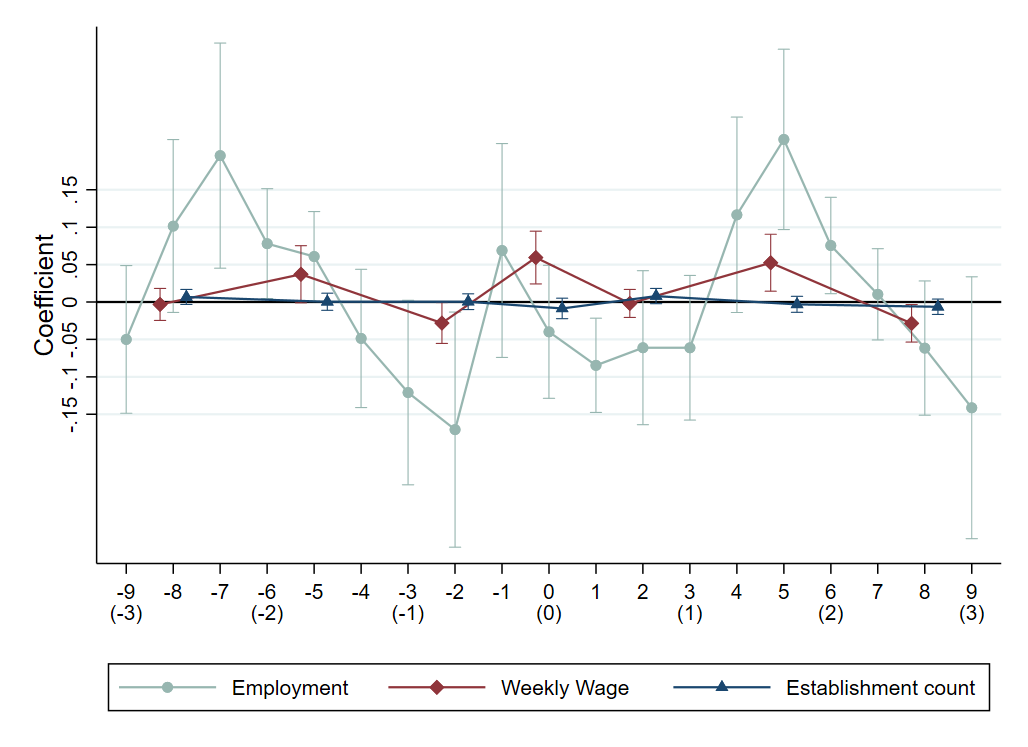 Coefficient
.15
.1
.05
0
-.05
-.1
-.15
-9 -8 -7 -6 -5 -4 -3 -2 -1 0 1 2 3 4 5 6 7 8 9
(-3) (-2) (-1) (0) (1) (2) (3)
Employment Weekly Wage Establishment count